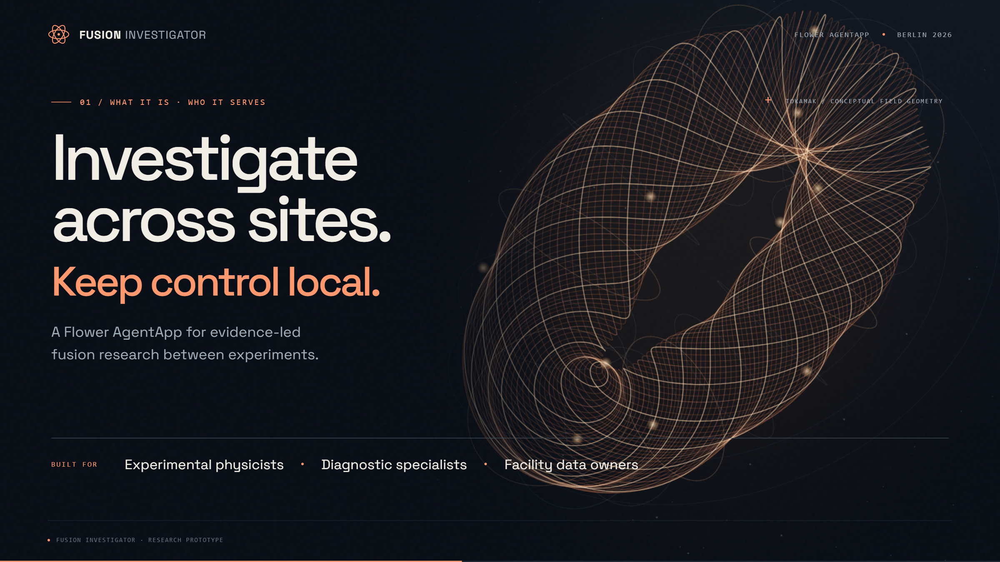 FUSION INVESTIGATOR
FLOWER AGENTAPP • BERLIN 2026
01 / WHAT IT IS · WHO IT SERVES
+ TOKAMAK / CONCEPTUAL FIELD GEOMETRY
Investigate
across sites.
Keep control local.
A Flower AgentApp for evidence-led
fusion research between experiments.
BUILT FOR Experimental physicists • Diagnostic specialists • Facility data owners
• FUSION INVESTIGATOR · RESEARCH PROTOTYPE